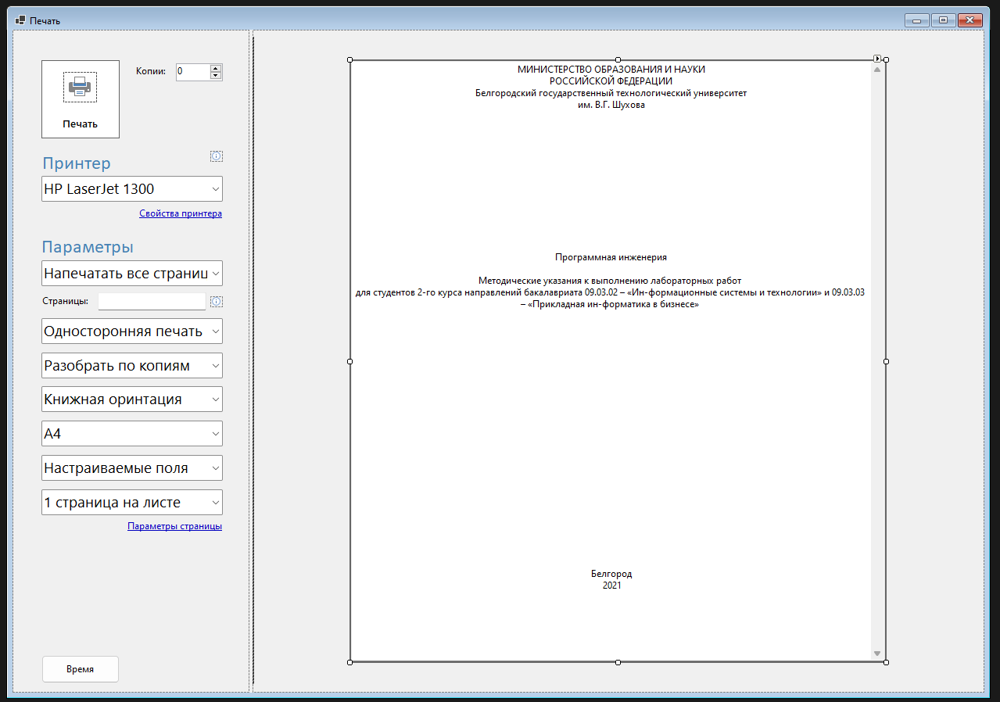 Печать
Копии:
0
Печать
Принтер
HP LaserJet 1300
Свойства принтера
Параметры
Напечатать все страниц
Страницы:
Односторонняя печать
Разобрать по копиям
Книжная оринтация
A4
Настраиваемые поля
1 страница на листе
Параметры страницы
Время
МИНИСТЕРСТВО ОБРАЗОВАНИЯ И НАУКИ
РОССИЙСКОЙ ФЕДЕРАЦИИ
Белгородский государственный технологический университет
им. В.Г. Шухова
Программная инженерия
Методические указания к выполнению лабораторных работ
для студентов 2-го курса направлений бакалавриата 09.03.02 – «Ин-формационные системы и технологии» и 09.03.03
– «Прикладная ин-форматика в бизнесе»
Белгород
2021